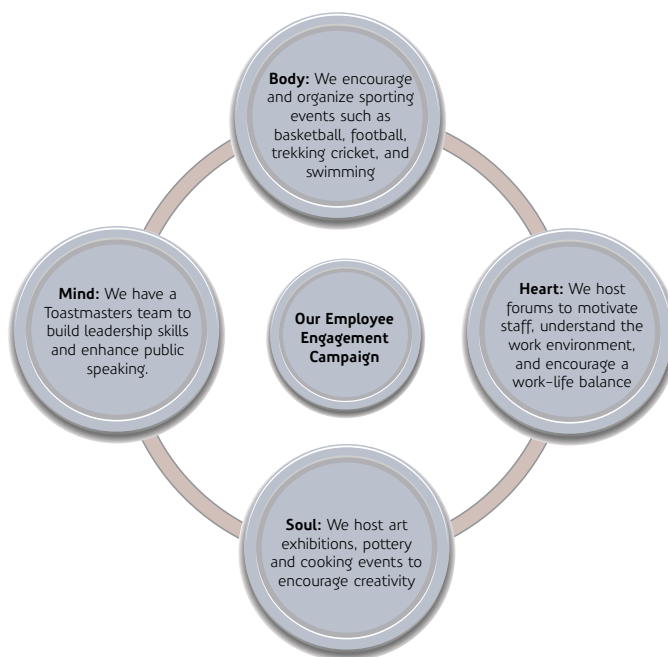 Body: We encourage
and organize sporting
events such as
basketball, football,
trekking cricket, and
swimming
Mind: We have a
Toastmasters team to
build leadership skills
and enhance public
speaking.
Our Employee
Engagement
Campaign
Heart: We host
forums to motivate
staff, understand the
work environment,
and encourage a
work-life balance
Soul: We host art
exhibitions, pottery
and cooking events to
encourage creativity